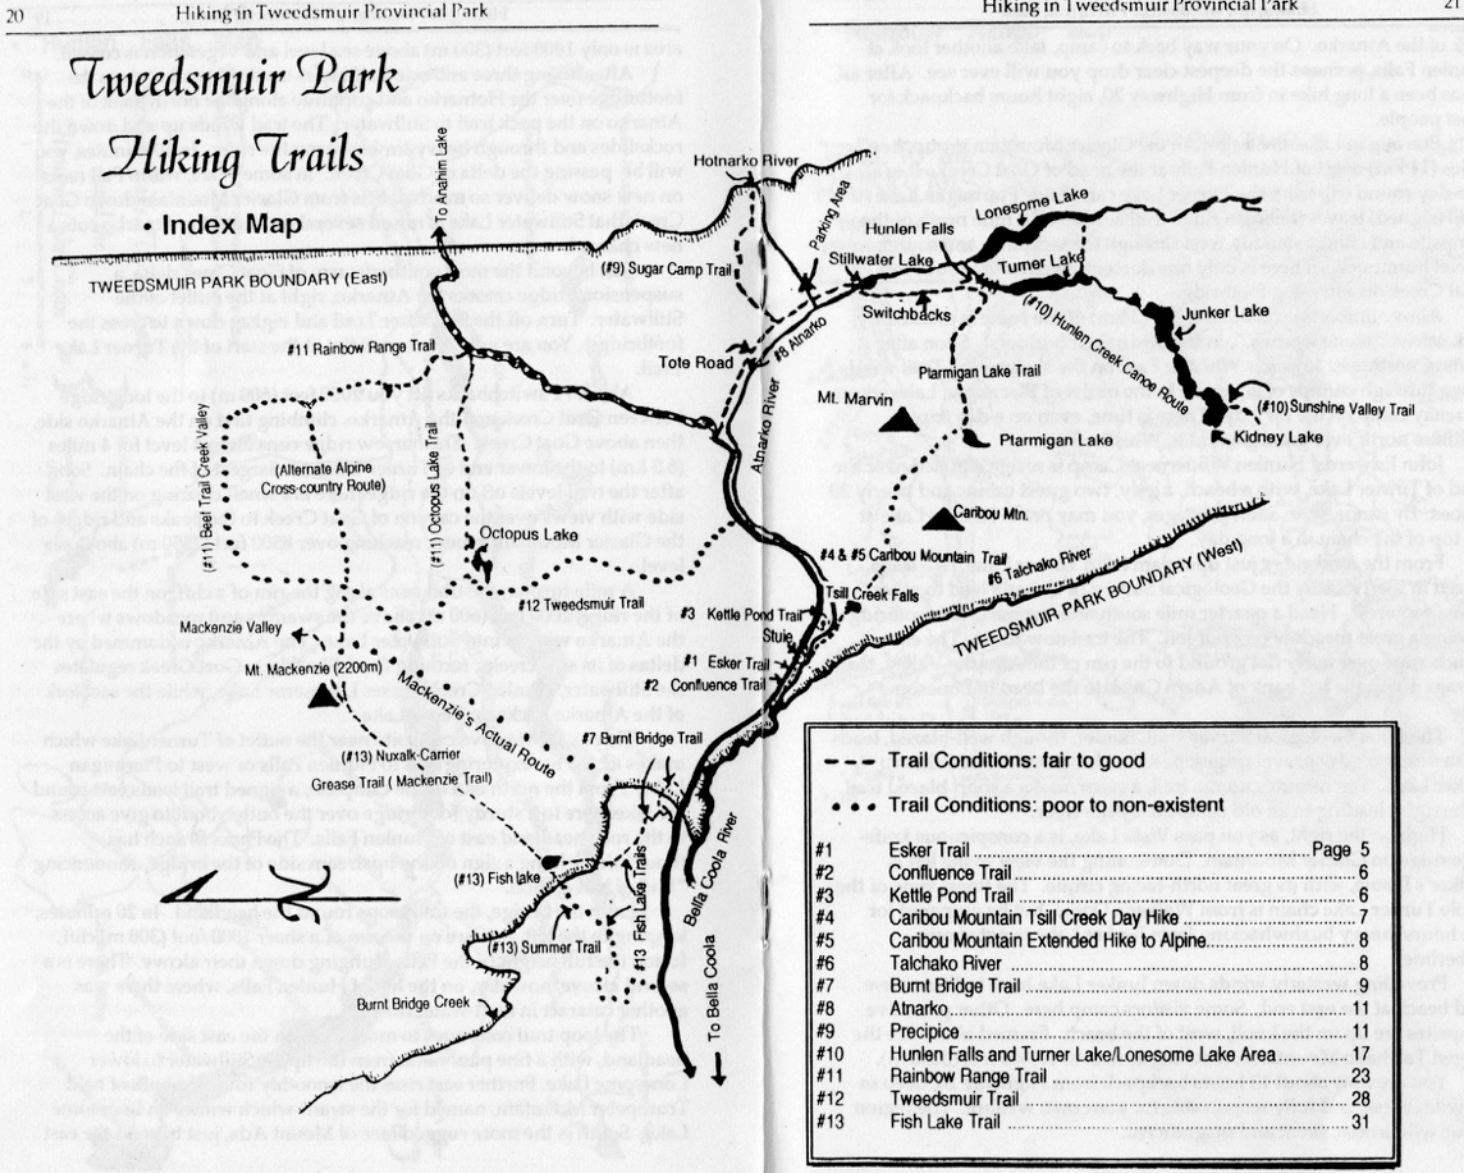 20
Hiking in Tweedsmuir Provincial Park
Hiking in Tweedsmuir Provincial Park
21
Tweedsmuir Park
Hiking Trails
• Index Map
To Anahim Lake
TWEEDSMUIR PARK BOUNDARY (East)
Hotnarko River
Parking Area
Lonesome Lake
Hunlen Falls
Stillwater Lake
Turner Lake
(#9) Sugar Camp Trail
Switchbacks
(#10) Hunlen Creek Canoe Route
Junker Lake
#8 Atnarko
Tote Road
#11 Rainbow Range Trail
Atnarko River
Ptarmigan Lake Trail
Mt. Marvin
(#10) Sunshine Valley Trail
Kidney Lake
Ptarmigan Lake
(#1) Beef Trail Creek Valley
(Alternate Alpine
Cross-country Route)
(#11) Octopus Lake Trail
Octopus Lake
Caribou Mtn.
#4 & #5 Caribou Mountain Trail
#6 Talchako River
TWEEDSMUIR PARK BOUNDARY (West)
Tsill Creek Falls
#12 Tweedsmuir Trail
#3 Kettle Pond Trail
Stuie
#1 Esker Trail
#2 Confluence Trail
Mackenzie Valley
Mt. Mackenzie (2200m)
Mackenzie's Actual Route
#7 Burnt Bridge Trail
(#13) Nuxalk-Carrier
Grease Trail ( Mackenzie Trail)
(#13) Fish lake
#13 Fish Lake Trail
(#13) Summer Trail
Bella Coola River
To Bella Coola
Burnt Bridge Creek
Trail Conditions: fair to good
Trail Conditions: poor to non-existent
#1 Esker Trail Page 5
#2 Confluence Trail 6
#3 Kettle Pond Trail 6
#4 Caribou Mountain Tsill Creek Day Hike 7
#5 Caribou Mountain Extended Hike to Alpine 8
#6 Talchako River 8
#7 Burnt Bridge Trail 9
#8 Atnarko 11
#9 Precipice 11
#10 Hunlen Falls and Turner Lake/Lonesome Lake Area 17
#11 Rainbow Range Trail 23
#12 Tweedsmuir Trail 28
#13 Fish Lake Trail 31